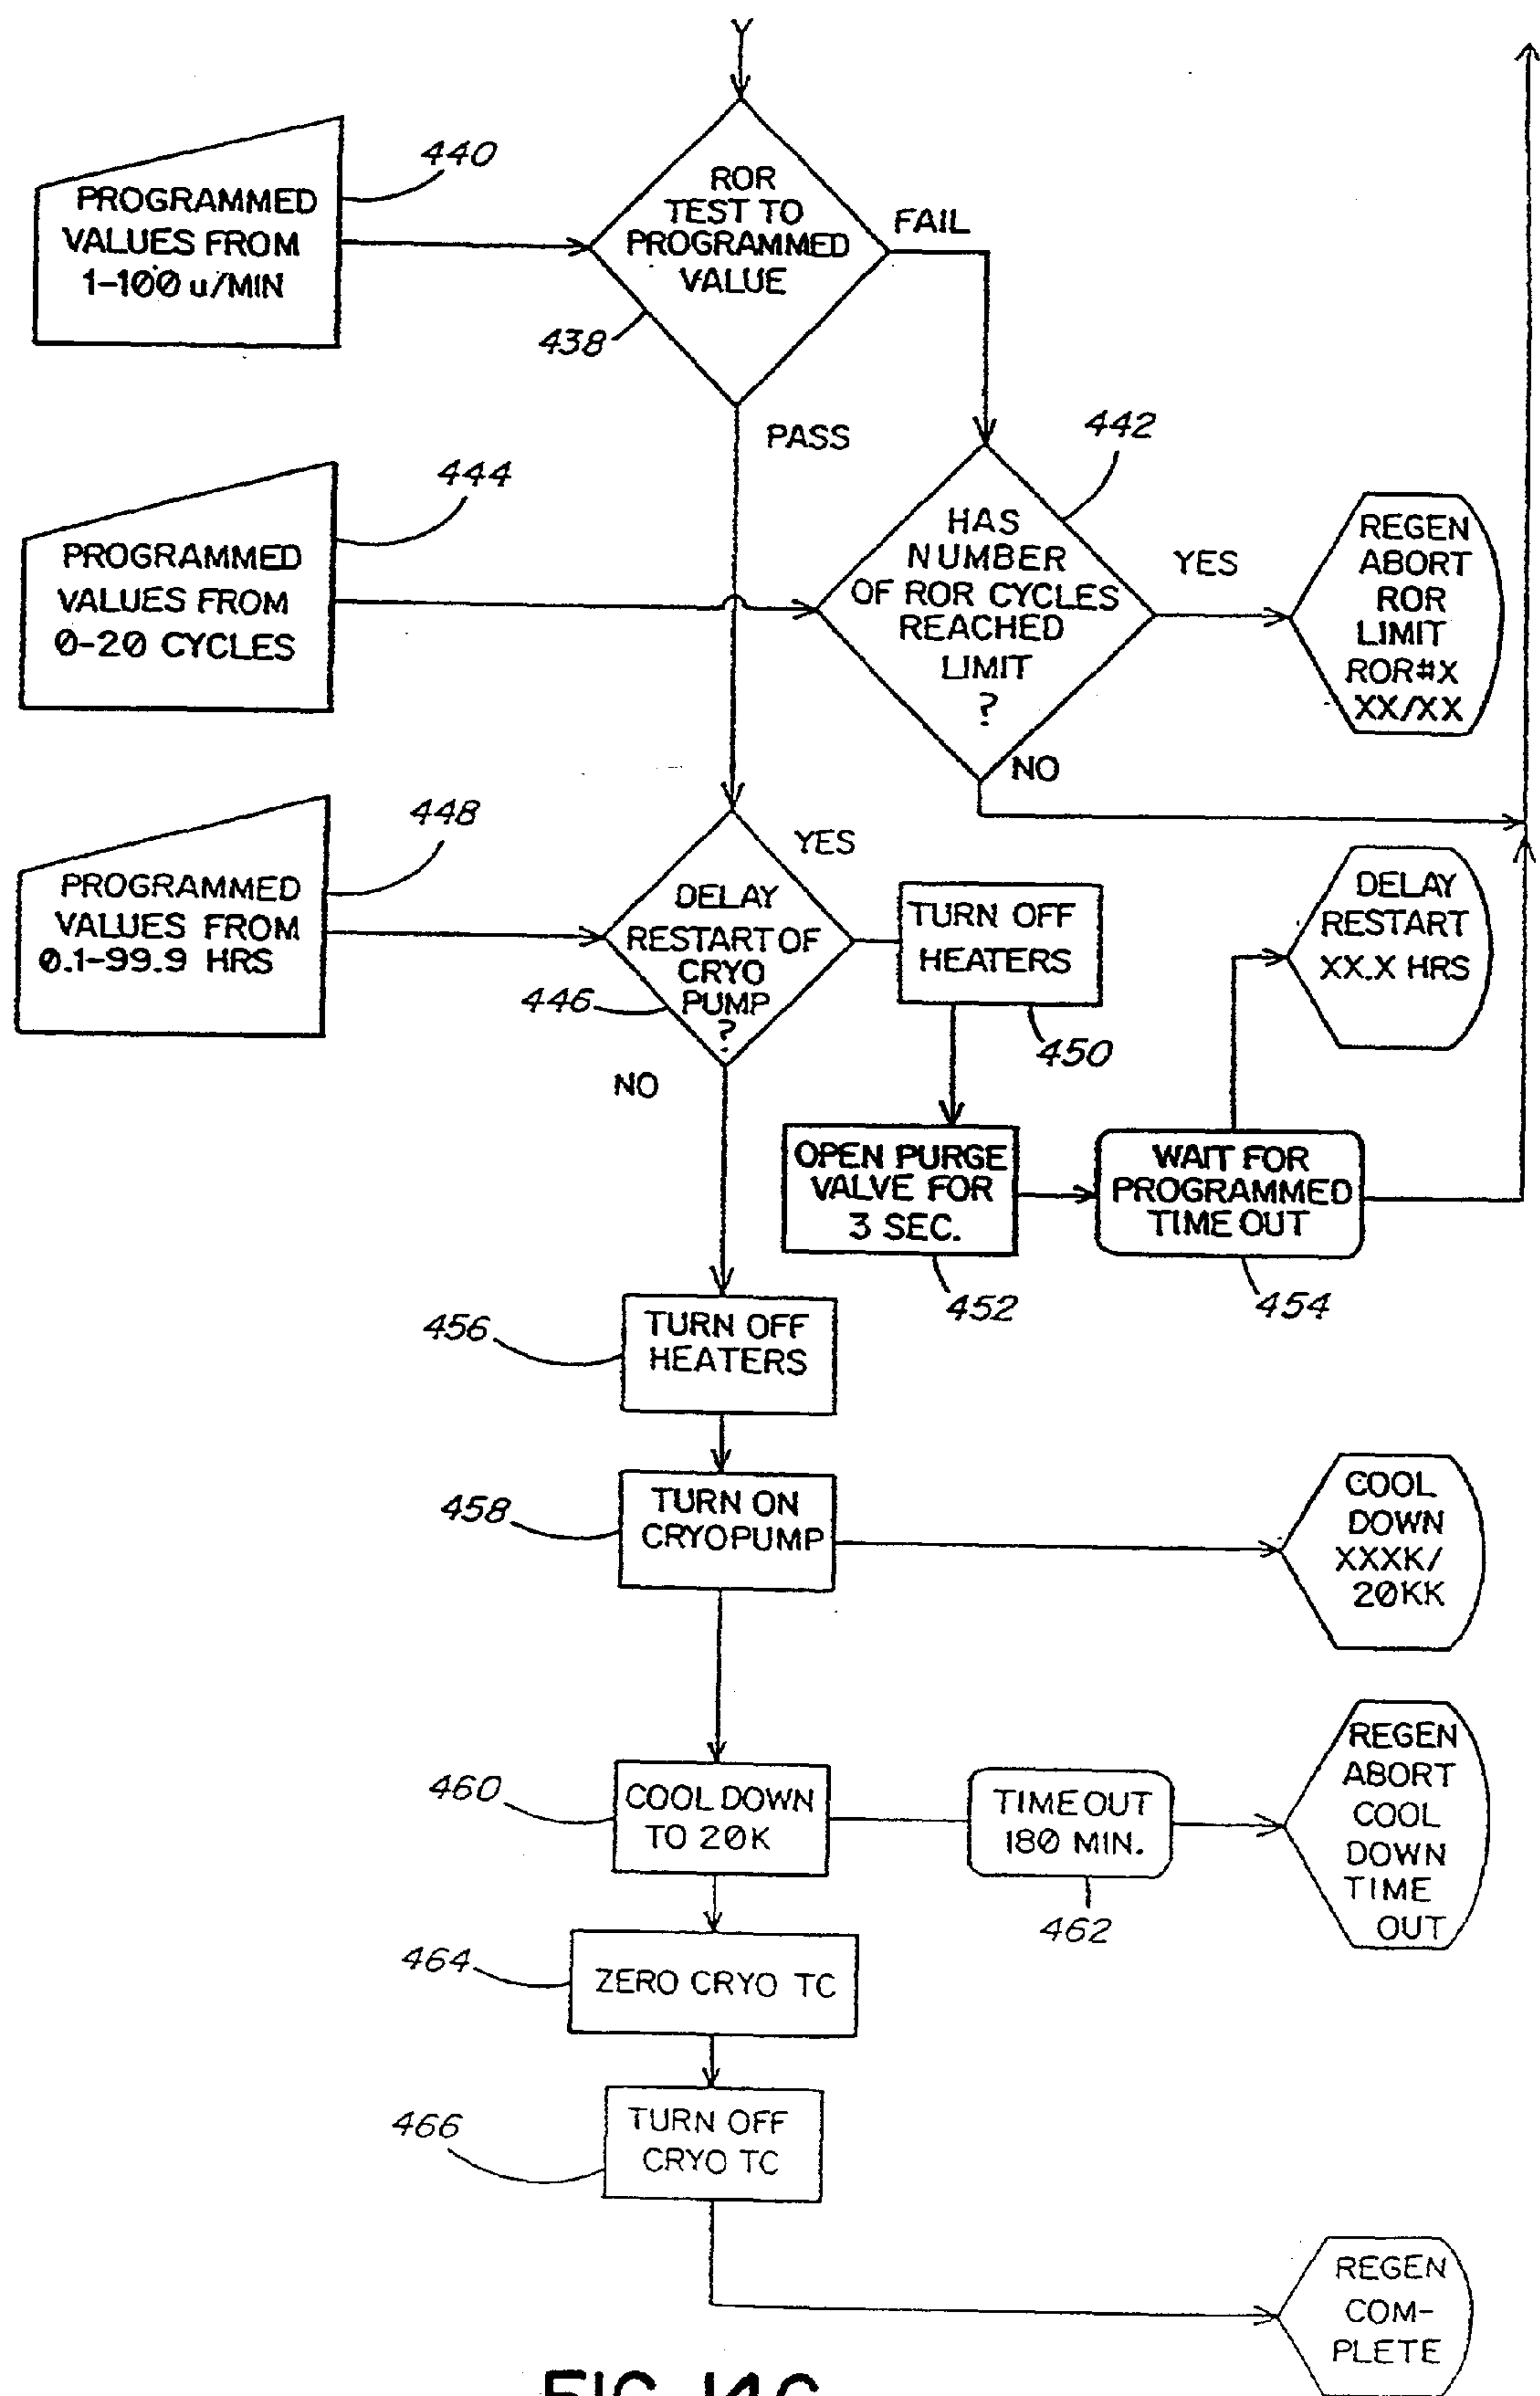 440
PROGRAMMED
VALUES FROM
1-100 u/MIN
ROR
TEST TO
PROGRAMMED
VALUE
FAIL
438
PASS
442
444
PROGRAMMED
VALUES FROM
0-20 CYCLES
HAS
NUMBER
OF ROR CYCLES
REACHED
LIMIT
?
YES
REGEN
ABORT
ROR
LIMIT
ROR#X
XX/XX
NO
448
PROGRAMMED
VALUES FROM
0.1-99.9 HRS
YES
DELAY
RESTART OF
CRYO
PUMP
?
446
NO
TURN OFF
HEATERS
450
DELAY
RESTART
XX.X HRS
OPEN PURGE
VALVE FOR
3 SEC.
452
WAIT FOR
PROGRAMMED
TIME OUT
454
456
TURN OFF
HEATERS
458
TURN ON
CRYOPUMP
COOL
DOWN
XXXK/
20KK
460
COOL DOWN
TO 20K
TIMEOUT
180 MIN.
462
REGEN
ABORT
COOL
DOWN
TIME
OUT
464
ZERO CRYO TC
466
TURN OFF
CRYO TC
REGEN
COM-
PLETE